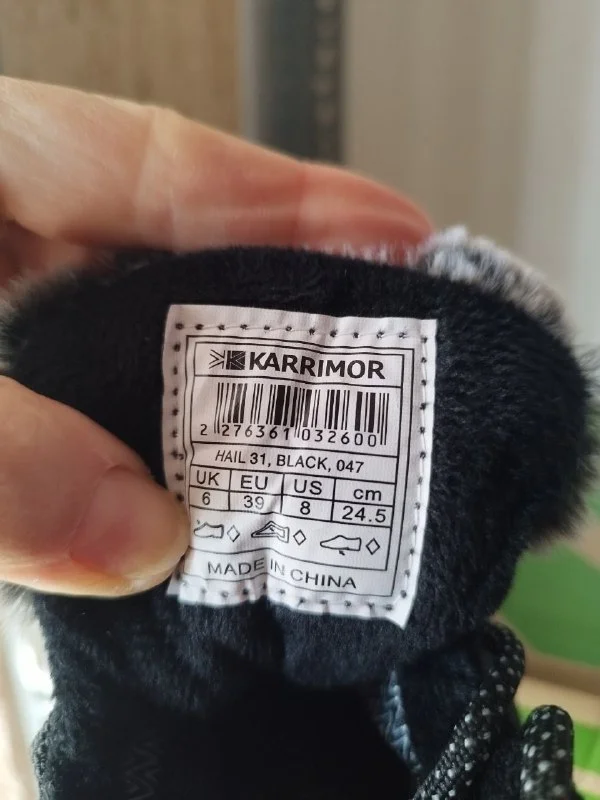 KARRIMOR
2 276361 032600
HAIL 31, BLACK, 047
UK EU US cm
6 39 8 24.5
MADE IN CHINA